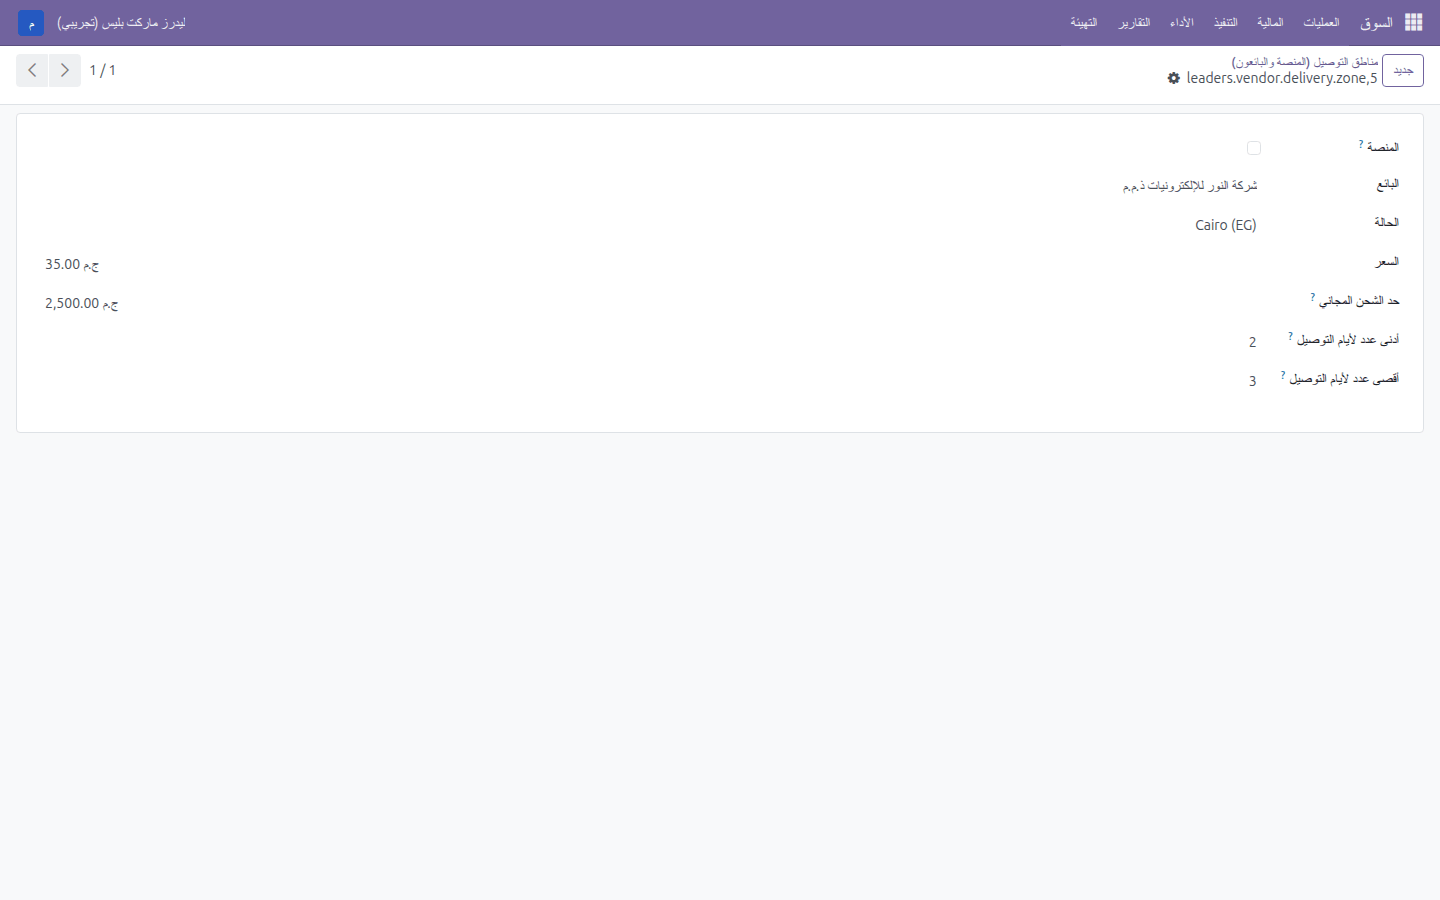 السوق العمليات المالية التنفيذ الأداء التقارير التهيئة ليدرز ماركت بليس (تجريبي) م
جديد
مناطق التوصيل (المنصة والبائعون)
leaders.vendor.delivery.zone,5
1 / 1
المنصة ?
البائع شركة النور للإلكترونيات ذ.م.م
الحالة Cairo (EG)
السعر 35.00 ج.م
حد الشحن المجاني ? 2,500.00 ج.م
أدنى عدد لأيام التوصيل ? 2
أقصى عدد لأيام التوصيل ? 3